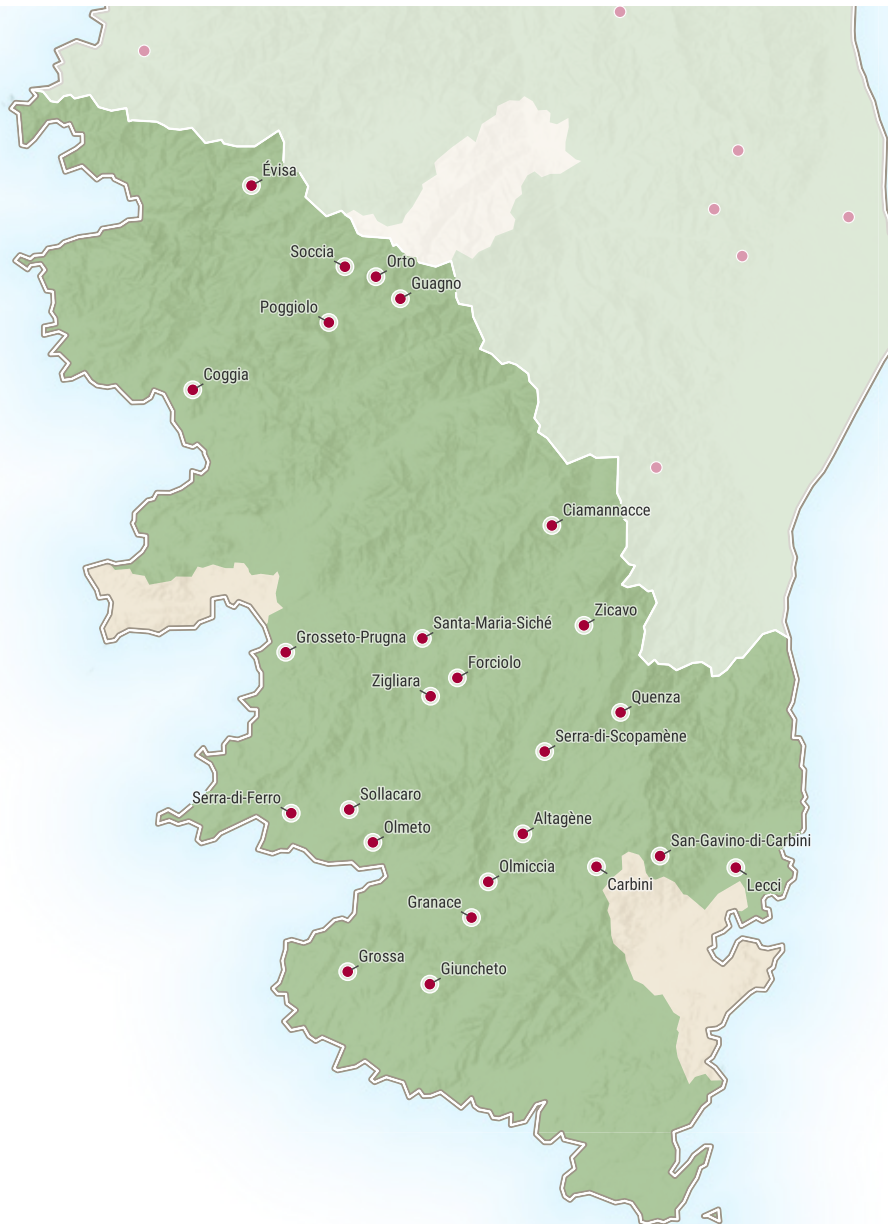 Évisa
Soccia
Orto
Guagno
Poggiolo
Coggia
Ciamannacce
Zicavo
Santa-Maria-Siché
Grosseto-Prugna
Forciolo
Zigliara
Quenza
Serra-di-Scopamène
Sollacaro
Serra-di-Ferro
Altagène
Olmeto
San-Gavino-di-Carbini
Olmiccia
Carbini
Lecci
Granace
Grossa
Giuncheto